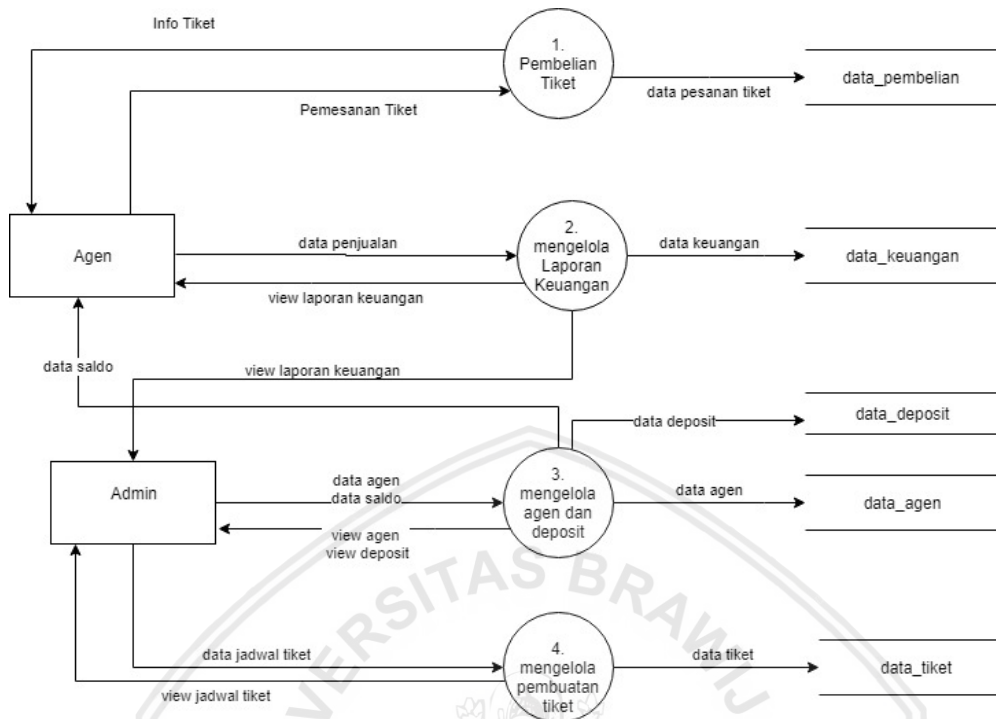 Info Tiket
1.
Pembelian
Tiket
data_pembelian
data pesanan tiket
Pemesanan Tiket
Agen
data penjualan
2.
mengelola
Laporan
Keuangan
data keuangan
data_keuangan
view laporan keuangan
data saldo
view laporan keuangan
data deposit
data_deposit
Admin
data agen
data saldo
3.
mengelola
agen dan
deposit
data agen
data_agen
view agen
view deposit
data jadwal tiket
4.
mengelola
pembuatan
tiket
data tiket
data_tiket
view jadwal tiket